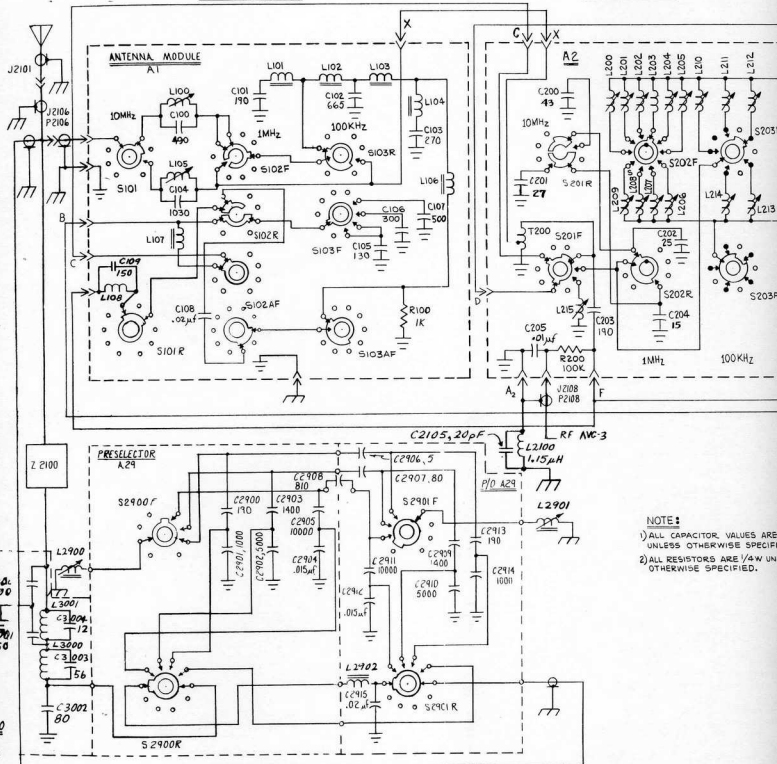 X
C
X
J2101
ANTENNA MODULE
A1
L101
L102
L103
A2
L200
L201
L202
L203
L204
L205
L210
L211
L212
C101
190
C102
665
L104
C200
43
L100
C100
490
J2106
P2106
10MHz
1MHz
100KHz
C103
270
10MHz
S101
S102F
S103R
S201R
S202F
L105
C104
1030
L106
C201
27
L209
L208
L207
L206
L214
L213
B
L107
S102R
C106
300
C107
500
S103F
C105
130
T200
S201F
C202
25
C
C109
150
L108
S102AF
D
S202R
C108
.02µf
R100
1K
L215
C203
190
C204
15
S101R
S103AF
C205
.01µf
R200
100K
1MHz
100KHz
A2
J2108
P2108
F
C2105, 20pF
RF AVC-3
L2100
1.15µH
Z 2100
PRESELECTOR
A29
C2906, 5
C2908
810
C2907, 80
P/O A29
S2900F
C2900
190
C2903
1400
C2905
10000
S2901F
L2901
C2913
190
NOTE:
1) ALL CAPACITOR VALUES ARE
UNLESS OTHERWISE SPECIF
2) ALL RESISTORS ARE 1/4W UN
OTHERWISE SPECIFIED.
L2900
C2901, 1000
C2902, 5000
C2904
.015µf
C2911
10000
C2909
1400
C2914
1000
C2910
5000
C2912
.015µf
L3001
C3004
12
L3000
C3003
56
L2902
C2915
.02µf
C3002
80
S2900R
S2901R